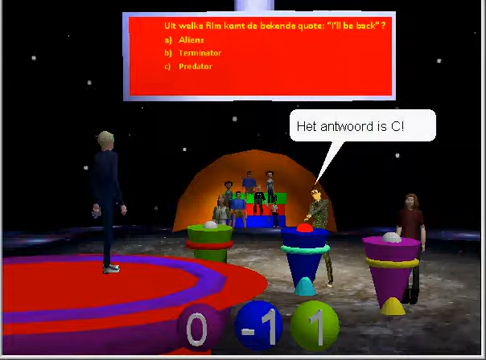 Uit welke film komt de bekende quote: "I'll be back" ?
a) Aliens
b) Terminator
c) Predator
Het antwoord is C!
0 -1 1